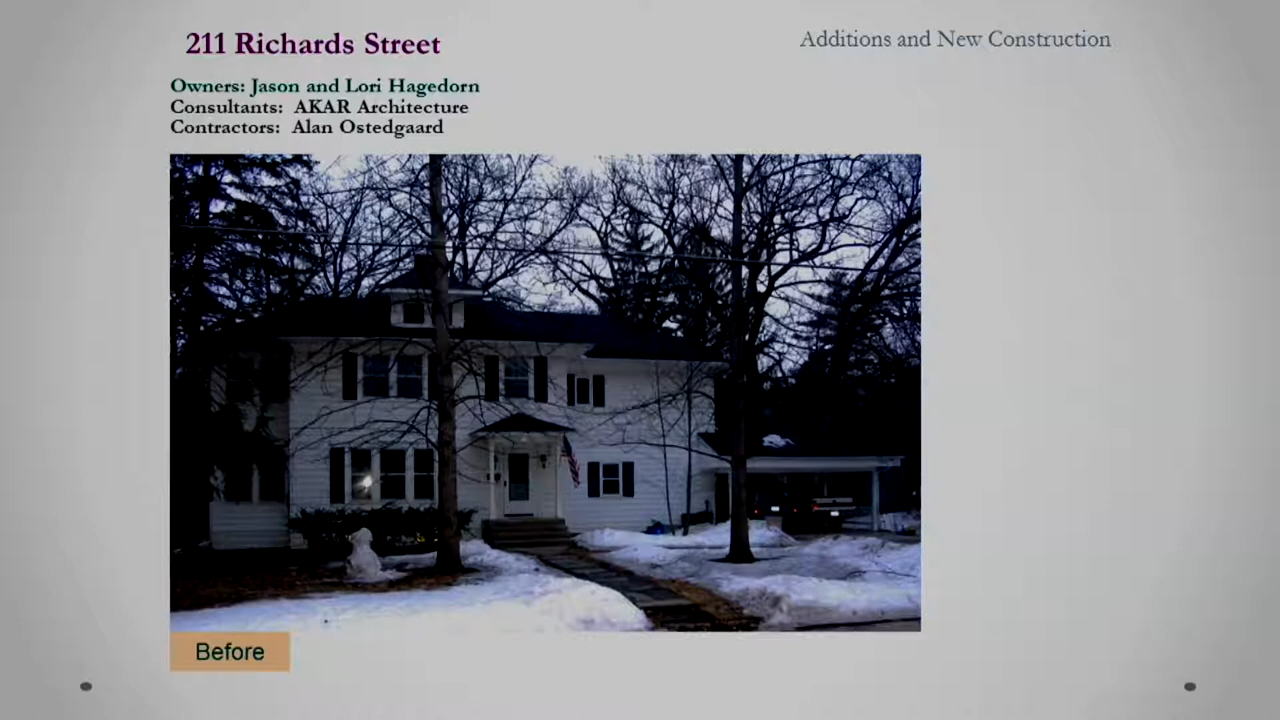 211 Richards Street
Additions and New Construction
Owners: Jason and Lori Hagedorn
Consultants: AKAR Architecture
Contractors: Alan Ostedgaard
Before